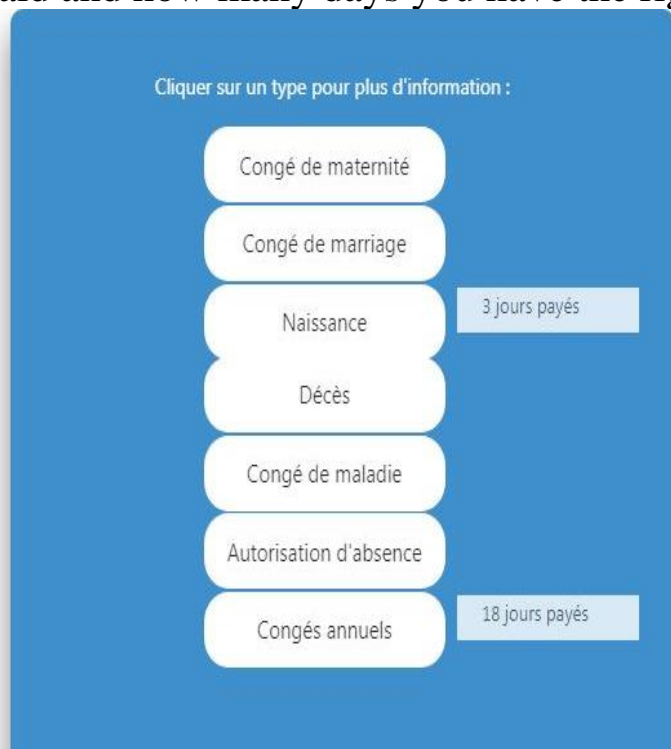 Cliquer sur un type pour plus d'information :
Congé de maternité
Congé de marriage
Naissance
3 jours payés
Décès
Congé de maladie
Autorisation d'absence
Congés annuels
18 jours payés